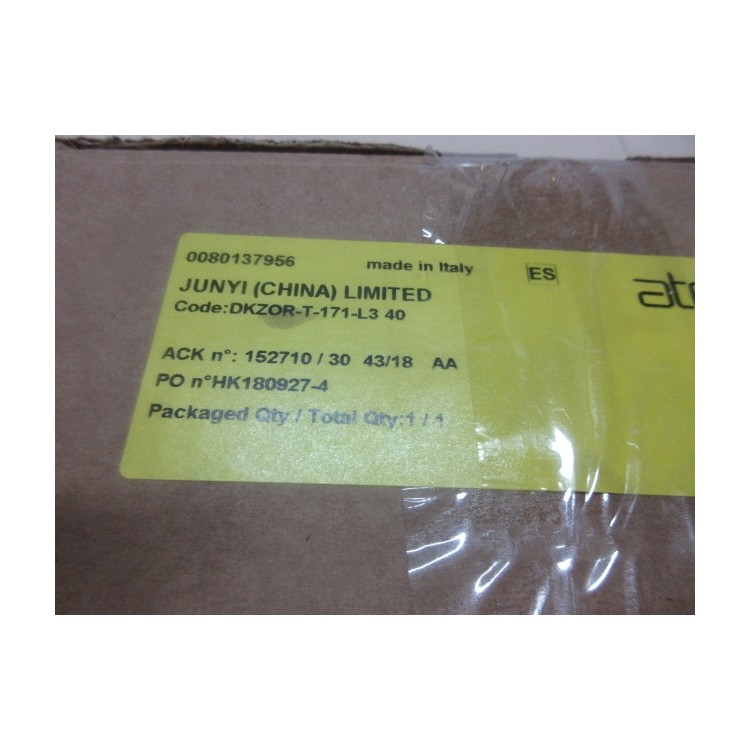 0080137956 made in Italy ES
JUNYI (CHINA) LIMITED
Code:DKZOR-T-171-L3 40
ACK n°: 152710 / 30 43/18 AA
PO n°HK180927-4
Packaged Qty / Total Qty:1 / 1